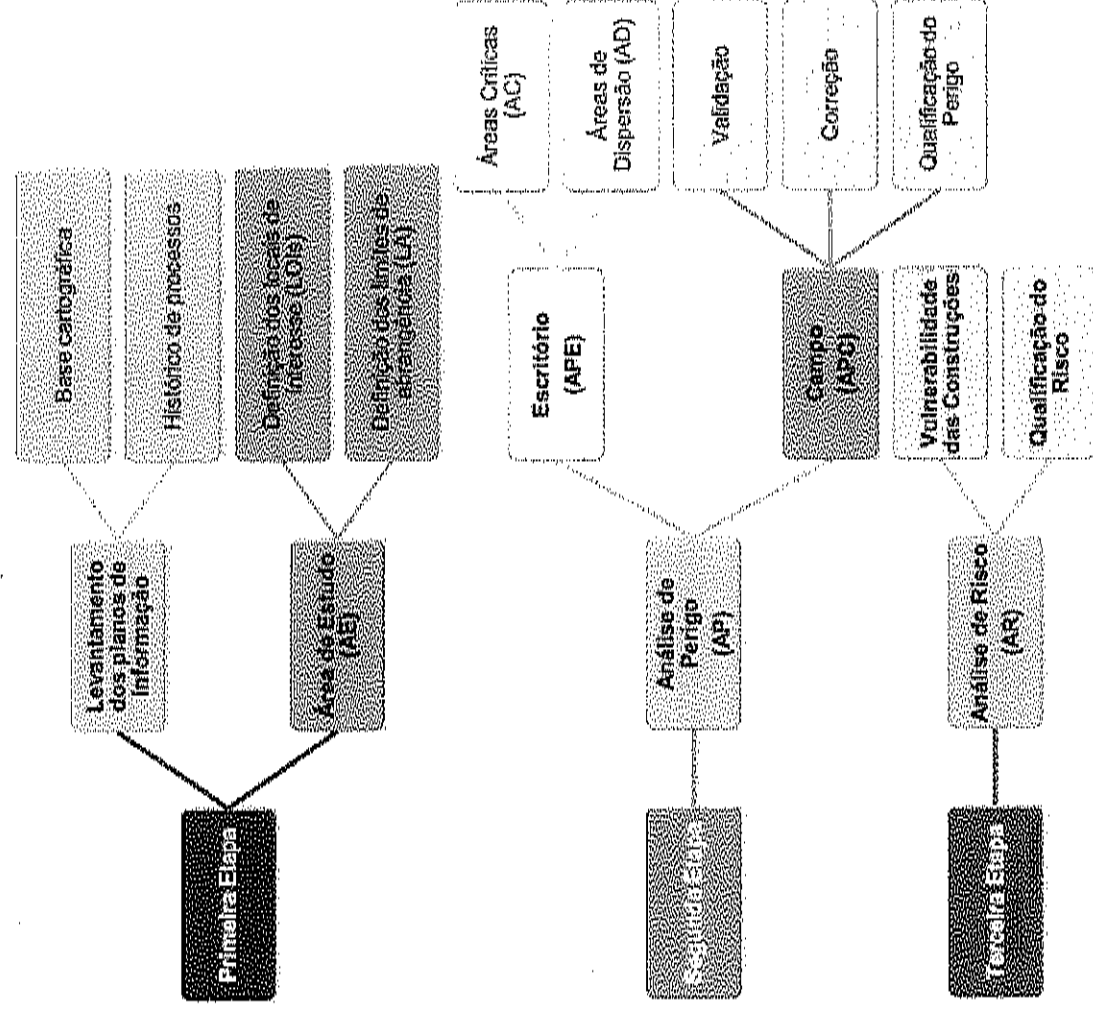 Primeira Etapa
Levantamento
dos planos de
Informação
Base cartográfica
Histórico de processos
Área de Estudo
(AE)
Definição dos locais de
Interesse (LOIs)
Definição dos limites de
abrangência (LA)
Segunda Etapa
Análise de
Perigo
(AP)
Escritório
(APE)
Áreas Críticas
(AC)
Áreas de
Dispersão (AD)
Campo
(APC)
Validação
Correção
Qualificação do
Perigo
Terceira Etapa
Análise de Risco
(AR)
Vulnerabilidade
das Construções
Qualificação do
Risco